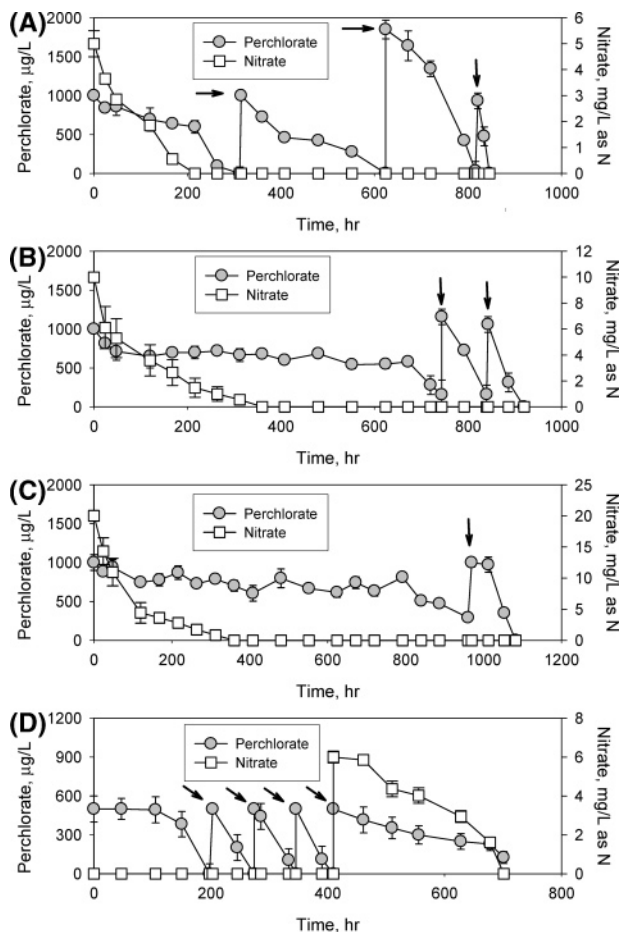 (A)
2000
1500
1000
500
0
Perchlorate, µg/L
Perchlorate
Nitrate
6
5
4
3
2
1
0
Nitrate, mg/L as N
0 200 400 600 800 1000
Time, hr
(B)
2000
1500
1000
500
0
Perchlorate, µg/L
Perchlorate
Nitrate
12
10
8
6
4
2
0
Nitrate, mg/L as N
0 200 400 600 800 1000
Time, hr
(C)
2000
1500
1000
500
0
Perchlorate, µg/L
Perchlorate
Nitrate
25
20
15
10
5
0
Nitrate, mg/L as N
0 200 400 600 800 1000 1200
Time, hr
(D)
1200
900
600
300
0
Perchlorate, µg/L
Perchlorate
Nitrate
8
6
4
2
0
Nitrate, mg/L as N
0 200 400 600 800
Time, hr